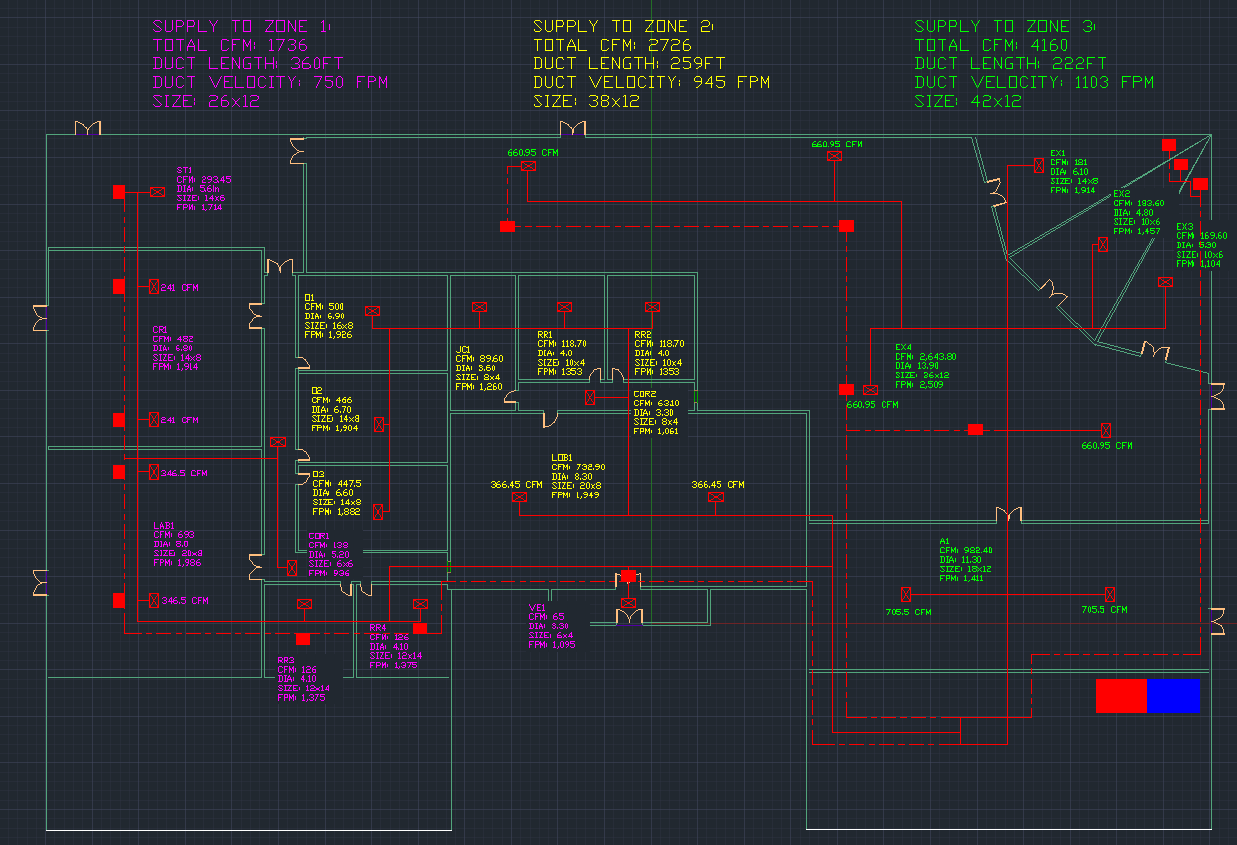 SUPPLY TO ZONE 1:
TOTAL CFM: 1736
DUCT LENGTH: 360FT
DUCT VELOCITY: 750 FPM
SIZE: 26x12
SUPPLY TO ZONE 2:
TOTAL CFM: 2726
DUCT LENGTH: 259FT
DUCT VELOCITY: 945 FPM
SIZE: 38x12
SUPPLY TO ZONE 3:
TOTAL CFM: 4160
DUCT LENGTH: 222FT
DUCT VELOCITY: 1103 FPM
SIZE: 42x12
ST1
CFM: 293.45
DIA: 5.61n
SIZE: 14x6
FPM: 1,714
660.95 CFM
660.95 CFM
EX1
CFM: 181
DIA: 6.10
SIZE: 14x8
FPM: 1,914
EX2
CFM: 183.60
DIA: 4.80
SIZE: 10x6
FPM: 1,457
EX3
CFM: 169.60
DIA: 5.30
SIZE: 10x6
FPM: 1,104
241 CFM
CR1
CFM: 482
DIA: 6.80
SIZE: 14x8
FPM: 1,914
241 CFM
O1
CFM: 500
DIA: 6.90
SIZE: 16x8
FPM: 1,926
JC1
CFM: 89.60
DIA: 3.60
SIZE: 8x4
FPM: 1,260
RR1
CFM: 118.70
DIA: 4.0
SIZE: 10x4
FPM: 1353
RR2
CFM: 118.70
DIA: 4.0
SIZE: 10x4
FPM: 1353
EX4
CFM: 2,643.80
DIA: 13.90
SIZE: 26x12
FPM: 2,509
660.95 CFM
660.95 CFM
O2
CFM: 466
DIA: 6.70
SIZE: 14x8
FPM: 1,904
COR2
CFM: 63.10
DIA: 3.30
SIZE: 8x4
FPM: 1,061
346.5 CFM
O3
CFM: 447.5
DIA: 6.60
SIZE: 14x8
FPM: 1,882
LOB1
CFM: 732.90
DIA: 8.30
SIZE: 20x8
FPM: 1,949
366.45 CFM
366.45 CFM
LAB1
CFM: 693
DIA: 8.0
SIZE: 20x8
FPM: 1,986
346.5 CFM
COR1
CFM: 138
DIA: 5.20
SIZE: 6x6
FPM: 936
A1
CFM: 982.40
DIA: 11.30
SIZE: 18x12
FPM: 1,411
705.5 CFM
705.5 CFM
VE1
CFM: 65
DIA: 3.30
SIZE: 6x4
FPM: 1,095
RR4
CFM: 126
DIA: 4.10
SIZE: 12x14
FPM: 1,375
RR3
CFM: 126
DIA: 4.10
SIZE: 12x14
FPM: 1,375